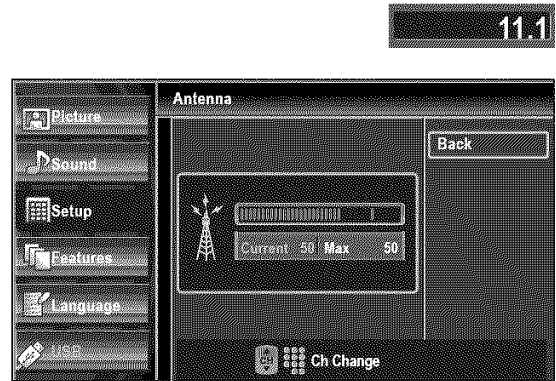 11.1
Antenna
Picture
Sound
Setup
Features
Language
USB
Back
Current 50 Max 50
Ch Change